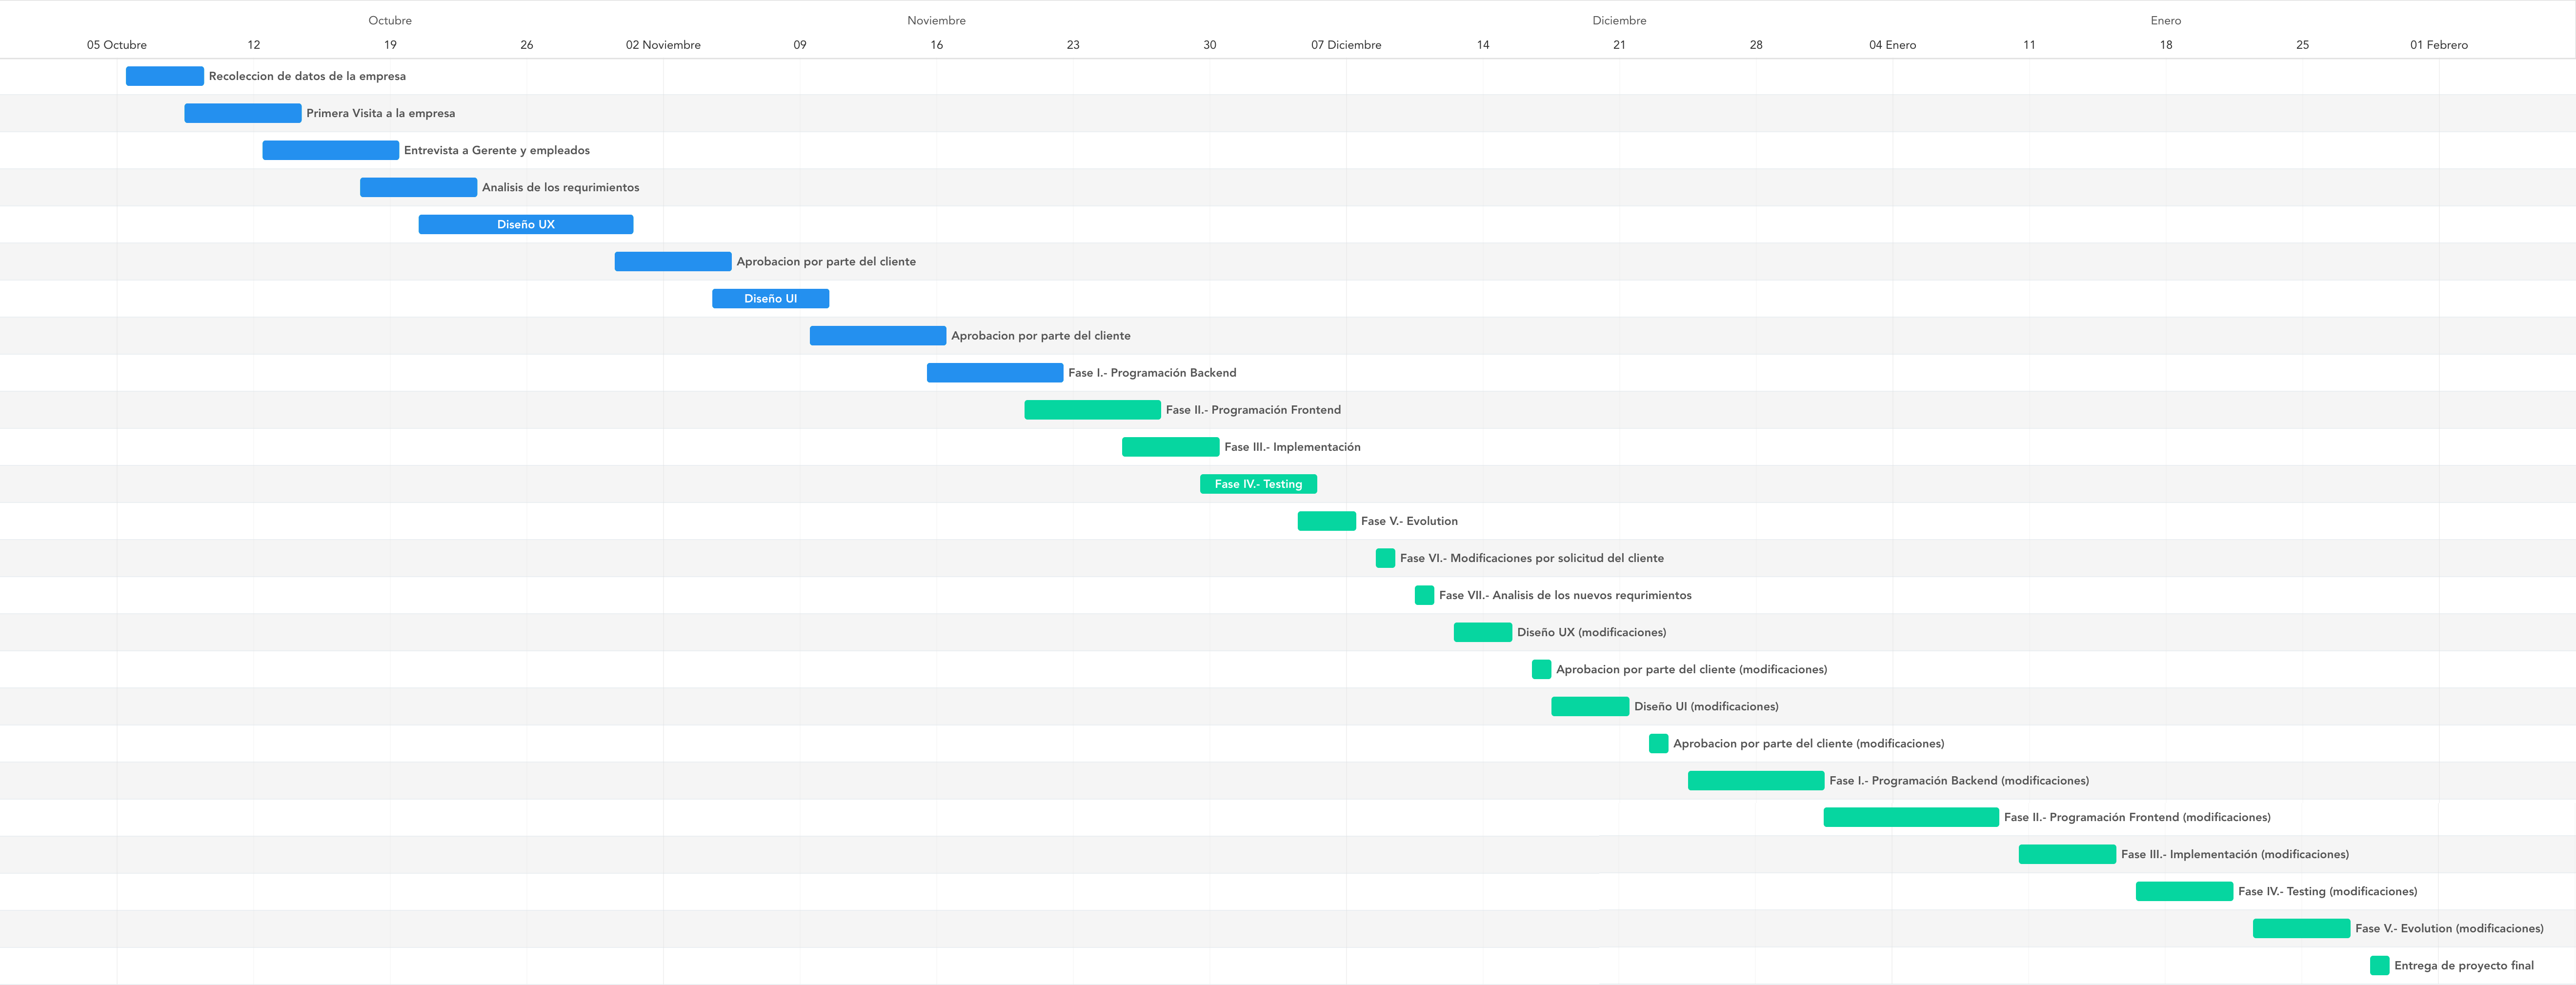 Octubre Noviembre Diciembre Enero
05 Octubre 12 19 26 02 Noviembre 09 16 23 30 07 Diciembre 14 21 28 04 Enero 11 18 25 01 Febrero
Recoleccion de datos de la empresa
Primera Visita a la empresa
Entrevista a Gerente y empleados
Analisis de los requrimientos
Diseño UX
Aprobacion por parte del cliente
Diseño UI
Aprobacion por parte del cliente
Fase I.- Programación Backend
Fase II.- Programación Frontend
Fase III.- Implementación
Fase IV.- Testing
Fase V.- Evolution
Fase VI.- Modificaciones por solicitud del cliente
Fase VII.- Analisis de los nuevos requrimientos
Diseño UX (modificaciones)
Aprobacion por parte del cliente (modificaciones)
Diseño UI (modificaciones)
Aprobacion por parte del cliente (modificaciones)
Fase I.- Programación Backend (modificaciones)
Fase II.- Programación Frontend (modificaciones)
Fase III.- Implementación (modificaciones)
Fase IV.- Testing (modificaciones)
Fase V.- Evolution (modificaciones)
Entrega de proyecto final